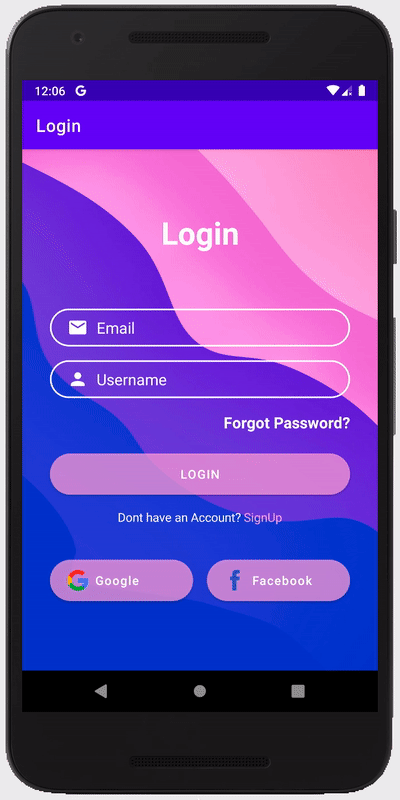 12:06
Login
Login
Email
Username
Forgot Password?
LOGIN
Dont have an Account? SignUp
Google
Facebook